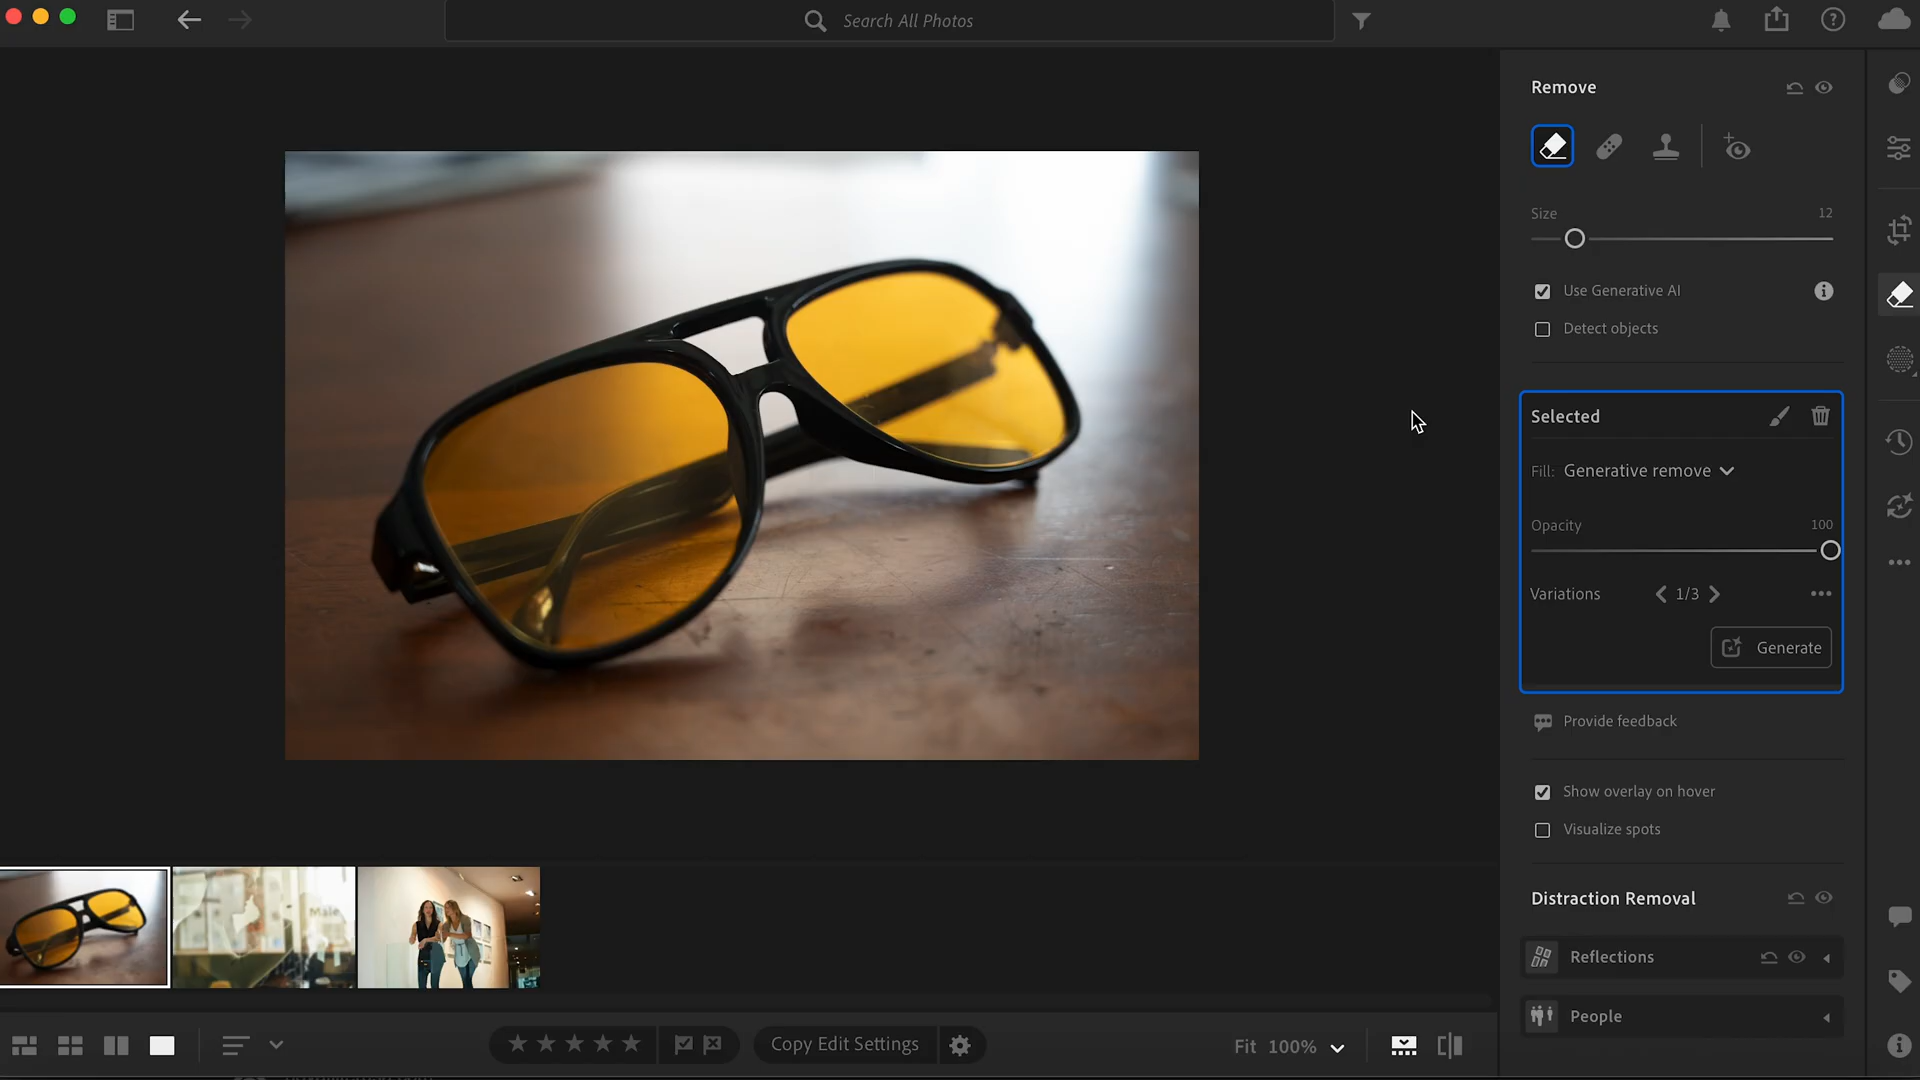 Search All Photos
Remove
Size 12
Use Generative AI
Detect objects
Selected
Fill: Generative remove
Opacity 100
Variations 1/3
Generate
Provide feedback
Show overlay on hover
Visualize spots
Distraction Removal
Reflections
People
Male
Copy Edit Settings
Fit 100%